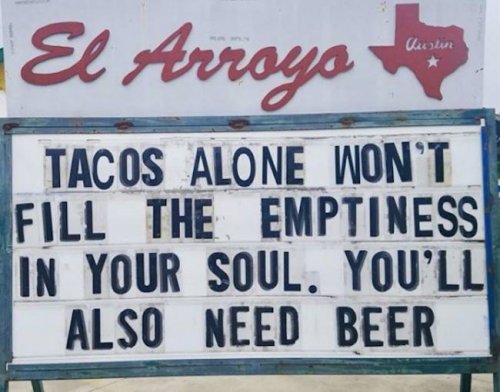 El Arroyo
Austin
TACOS ALONE WON'T
FILL THE EMPTINESS
IN YOUR SOUL. YOU'LL
ALSO NEED BEER